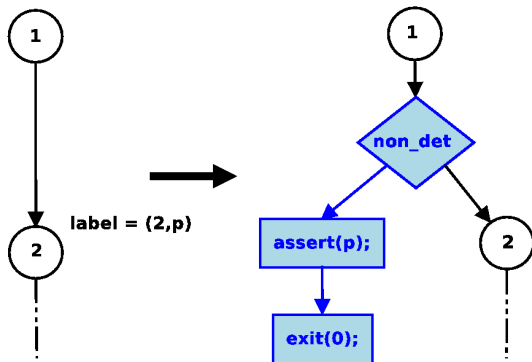 1
label = (2,p)
2
1
non_det
assert(p);
2
exit(0);